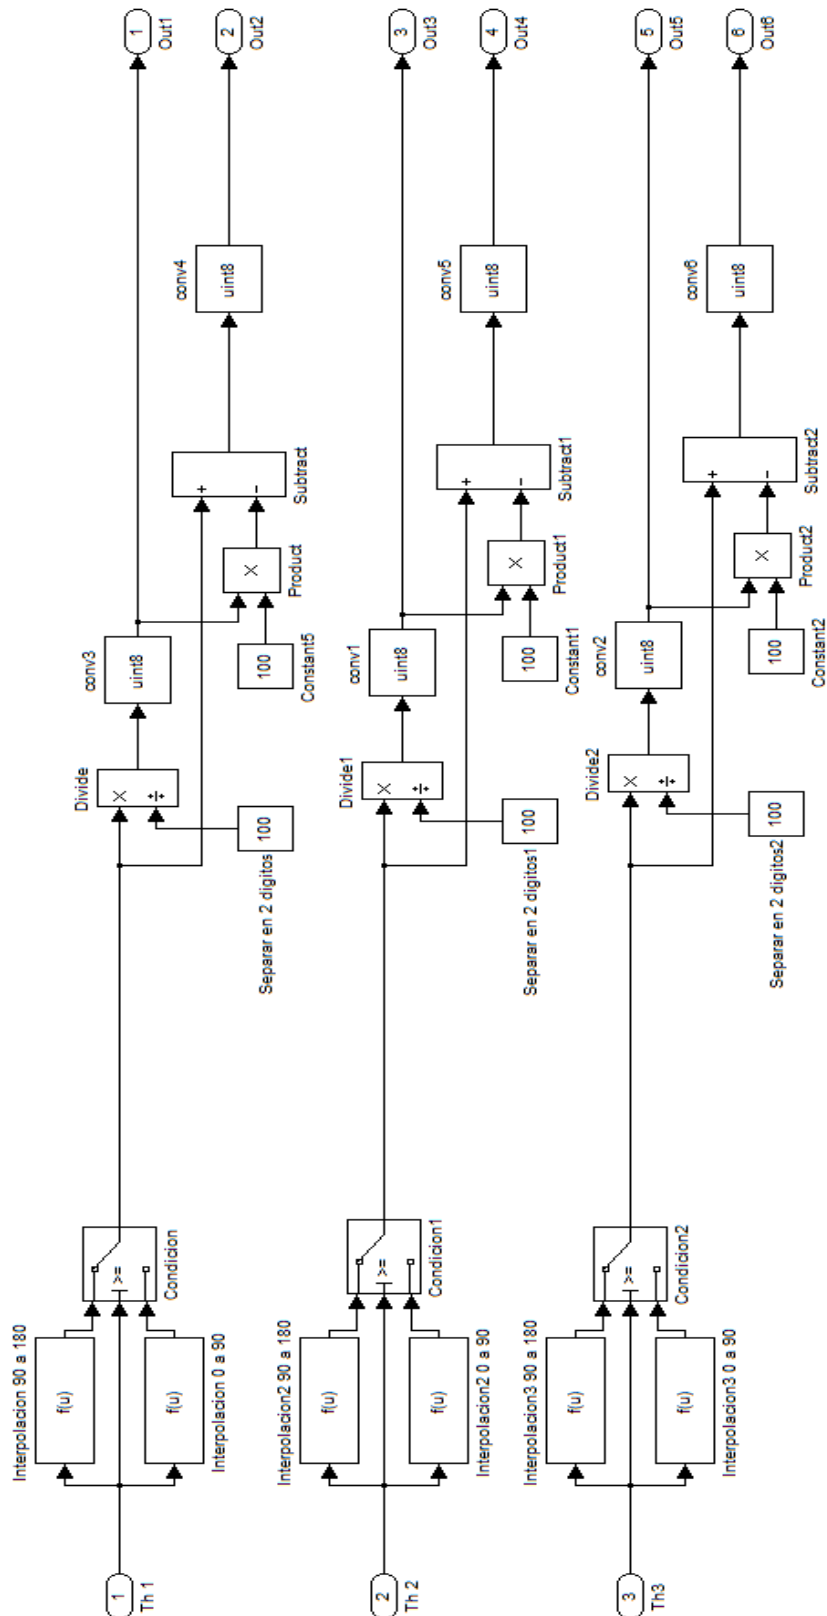 Interpolacion 90 a 180
f(u)
1
Th 1
f(u)
Interpolacion 0 a 90
>=
Condicion
Divide
×
÷
100
Separar en 2 digitos
conv3
uint8
100
Constant5
×
Product
+
-
Subtract
conv4
uint8
1
Out1
2
Out2
Interpolacion2 90 a 180
f(u)
2
Th 2
f(u)
Interpolacion2 0 a 90
>=
Condicion1
Divide1
×
÷
100
Separar en 2 digitos1
conv1
uint8
100
Constant1
×
Product1
+
-
Subtract1
conv5
uint8
3
Out3
4
Out4
Interpolacion3 90 a 180
f(u)
3
Th3
f(u)
Interpolacion3 0 a 90
>=
Condicion2
Divide2
×
÷
100
Separar en 2 digitos2
conv2
uint8
100
Constant2
×
Product2
+
-
Subtract2
conv6
uint8
5
Out5
6
Out6